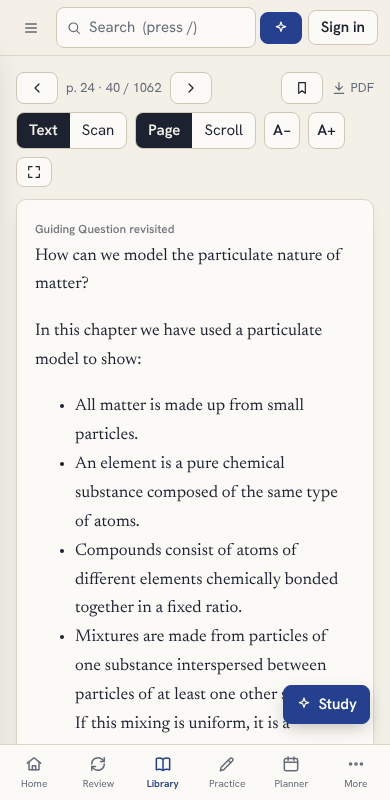 Search (press /)
Sign in
p. 24 · 40 / 1062
PDF
Text
Scan
Page
Scroll
A−
A+
Guiding Question revisited
How can we model the particulate nature of
matter?
In this chapter we have used a particulate
model to show:
• All matter is made up from small
particles.
• An element is a pure chemical
substance composed of the same type
of atoms.
• Compounds consist of atoms of
different elements chemically bonded
together in a fixed ratio.
• Mixtures are made from particles of
one substance interspersed between
particles of at least one other
If this mixing is uniform, it is a
Study
Home
Review
Library
Practice
Planner
More